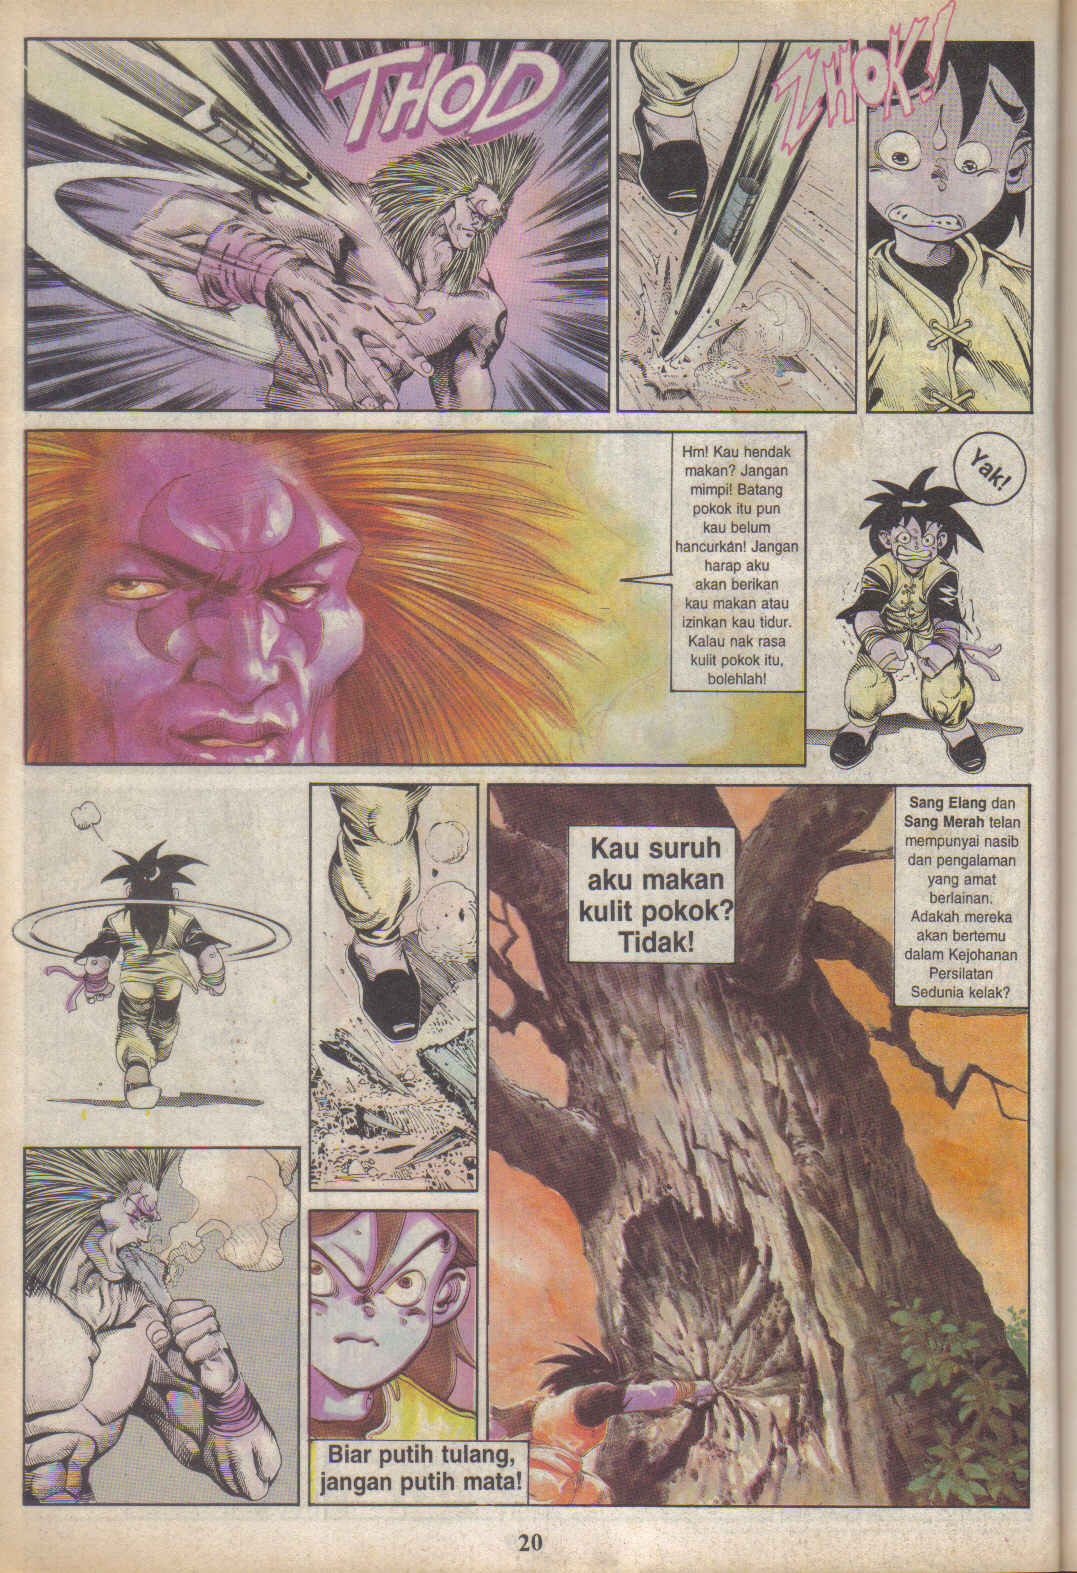 THOD
ZHOK!
Hm! Kau hendak
makan? Jangan
mimpi! Batang
pokok itu pun
kau belum
hancurkan! Jangan
harap aku
akan berikan
kau makan atau
izinkan kau tidur.
Kalau nak rasa
kulit pokok itu,
bolehlah!
Yak!
Kau suruh
aku makan
kulit pokok?
Tidak!
Sang Elang dan
Sang Merah telan
mempunyai nasib
dan pengalaman
yang amat
berlainan.
Adakah mereka
akan bertemu
dalam Kejohanan
Persilatan
Sedunia kelak?
Biar putih tulang,
jangan putih mata!
20